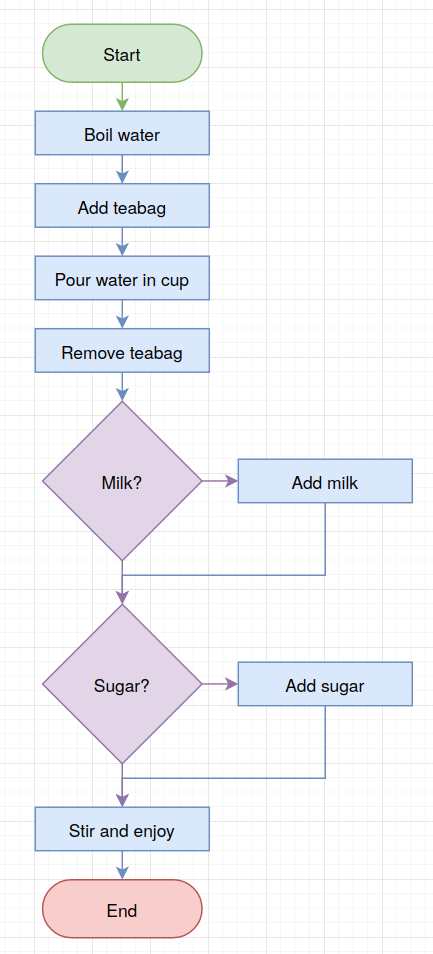 Start
Boil water
Add teabag
Pour water in cup
Remove teabag
Milk?
Add milk
Sugar?
Add sugar
Stir and enjoy
End